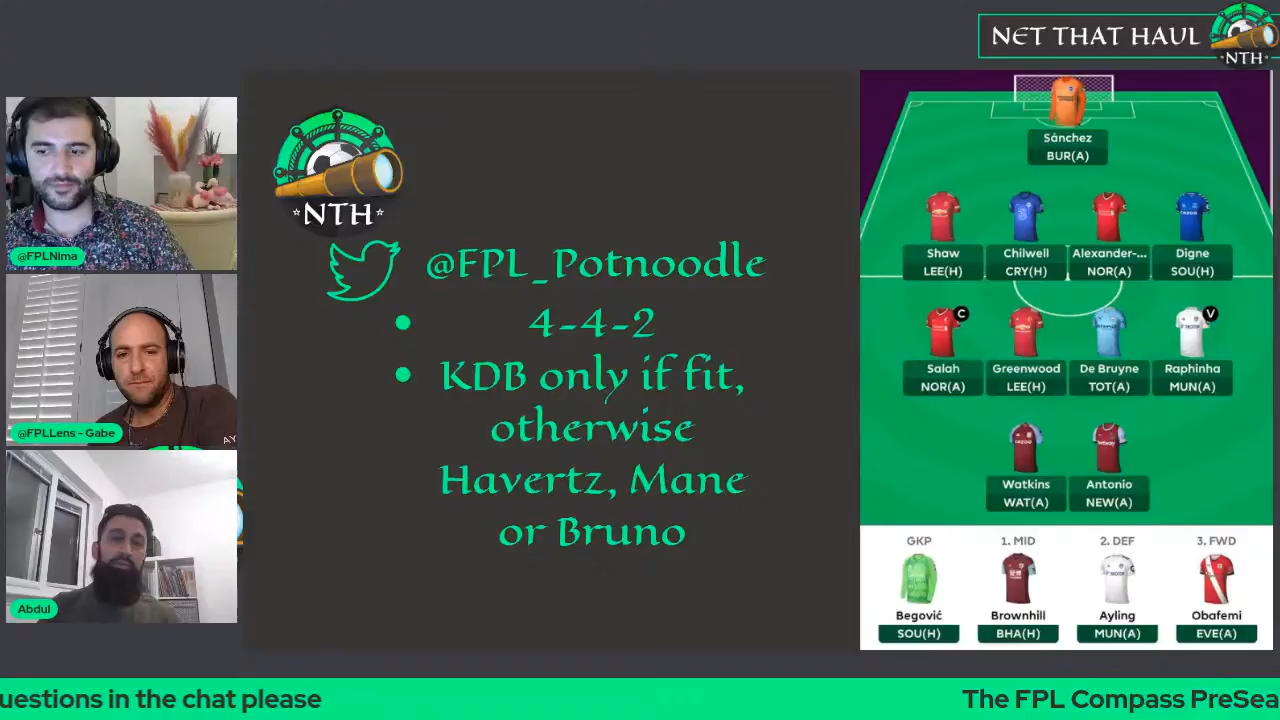 NET THAT HAUL
NTH
@FPLNima
@FPLLens - Gabe
AY
Abdul
NTH
@FPL_Potnoodle
4-4-2
KDB only if fit,
otherwise
Havertz, Mane
or Bruno
Sánchez
BUR(A)
Shaw
LEE(H)
Chilwell
CRY(H)
Alexander-...
NOR(A)
Digne
SOU(H)
C
Salah
NOR(A)
Greenwood
LEE(H)
De Bruyne
TOT(A)
V
Raphinha
MUN(A)
Watkins
WAT(A)
Antonio
NEW(A)
GKP
Begović
SOU(H)
1. MID
Brownhill
BHA(H)
2. DEF
Ayling
MUN(A)
3. FWD
Obafemi
EVE(A)
uestions in the chat please
The FPL Compass PreSea